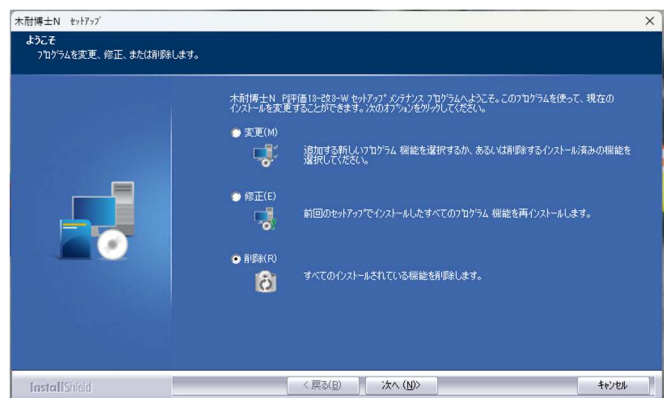 木耐博士N ｾｯﾄｱｯﾌﾟ
ようこそ
ﾌﾟﾛｸﾞﾗﾑを変更、修正、または削除します。
木耐博士N P評価13-改3-W ｾｯﾄｱｯﾌﾟ ﾒﾝﾃﾅﾝｽ ﾌﾟﾛｸﾞﾗﾑへようこそ。このﾌﾟﾛｸﾞﾗﾑを使って、現在の
ｲﾝｽﾄｰﾙを変更することができます。次のｵﾌﾟｼｮﾝをｸﾘｯｸしてください。
変更(M)
追加する新しいﾌﾟﾛｸﾞﾗﾑ 機能を選択するか、あるいは削除するｲﾝｽﾄｰﾙ済みの機能を
選択してください。
修正(E)
前回のｾｯﾄｱｯﾌﾟでｲﾝｽﾄｰﾙしたすべてのﾌﾟﾛｸﾞﾗﾑ 機能を再ｲﾝｽﾄｰﾙします。
削除(R)
すべてのｲﾝｽﾄｰﾙされている機能を削除します。
InstallShield
< 戻る(B) 次へ (N)> ｷｬﾝｾﾙ